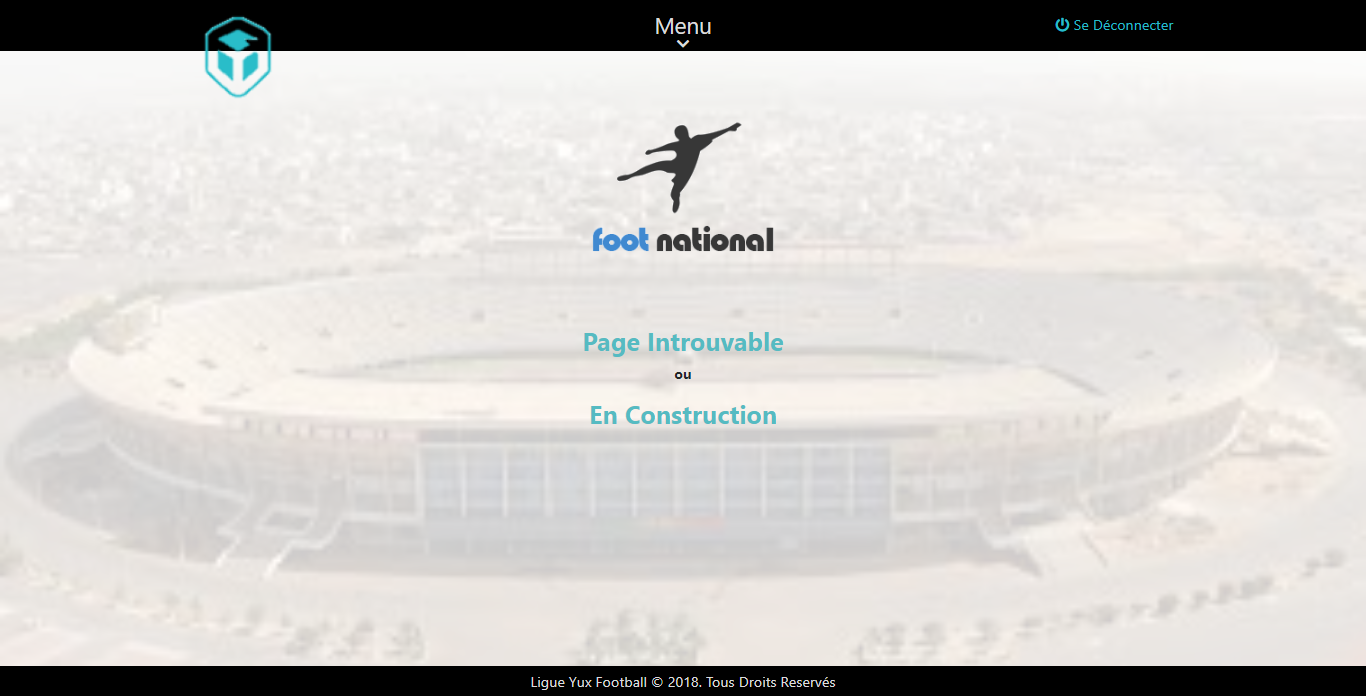 Menu
Se Déconnecter
foot national
Page Introuvable
ou
En Construction
Ligue Yux Football © 2018. Tous Droits Reservés